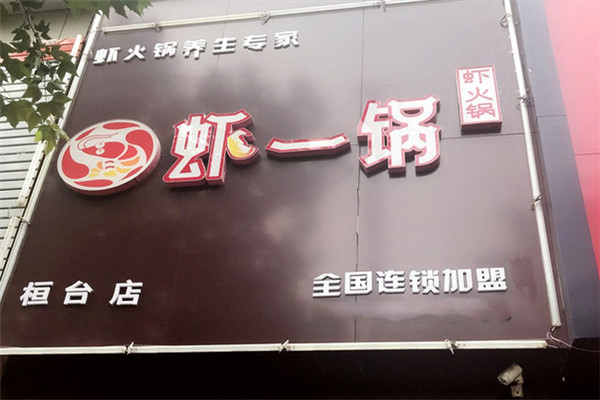 虾火锅养生专家
虾一锅
虾火锅
桓台店
全国连锁加盟